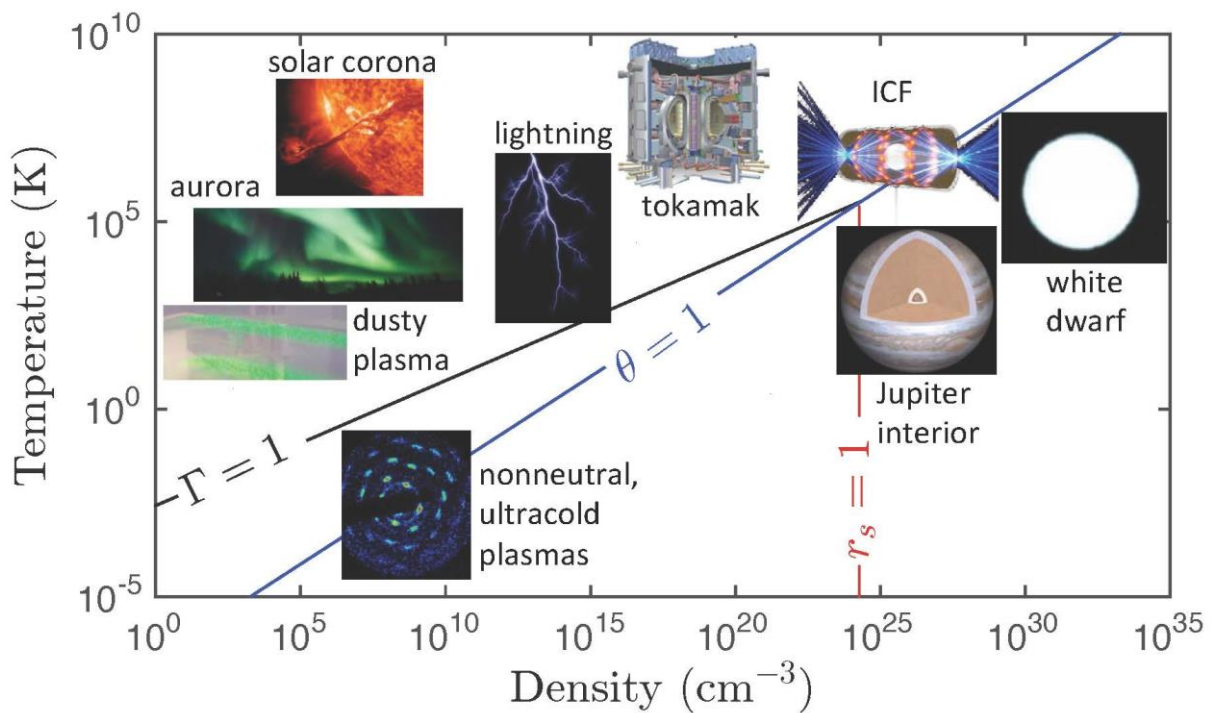 10^10
10^5
10^0
10^-5
Temperature (K)
solar corona
aurora
dusty
plasma
lightning
tokamak
ICF
white
dwarf
Jupiter
interior
nonneutral,
ultracold
plasmas
Γ = 1
θ = 1
r_s = 1
10^0
10^5
10^10
10^15
10^20
10^25
10^30
10^35
Density (cm^−3)